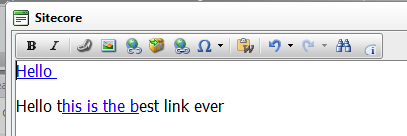 Sitecore
B I Ω
Hello
Hello this is the best link ever